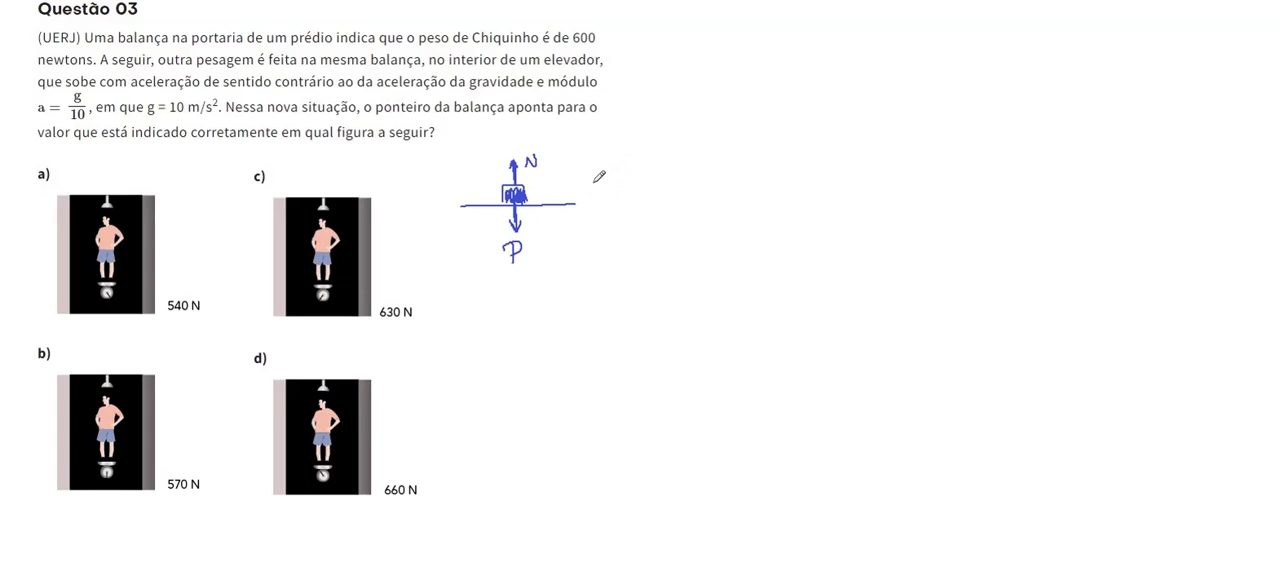 Questão 03
(UERJ) Uma balança na portaria de um prédio indica que o peso de Chiquinho é de 600
newtons. A seguir, outra pesagem é feita na mesma balança, no interior de um elevador,
que sobe com aceleração de sentido contrário ao da aceleração da gravidade e módulo
a = g/10, em que g = 10 m/s². Nessa nova situação, o ponteiro da balança aponta para o
valor que está indicado corretamente em qual figura a seguir?
a)
540 N
b)
570 N
c)
630 N
d)
660 N
N
P